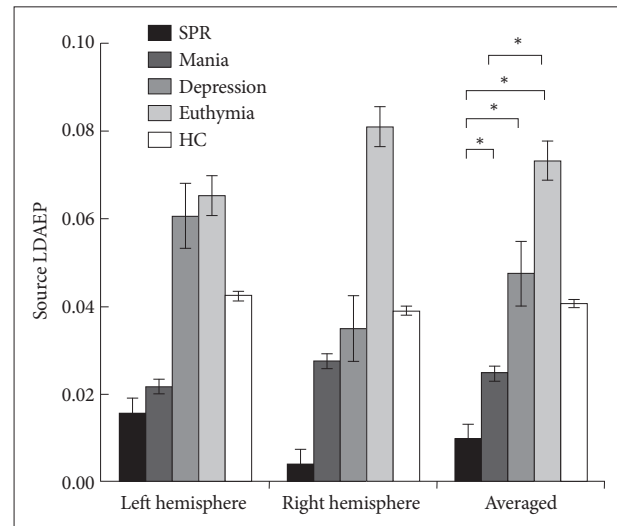 SPR
Mania
Depression
Euthymia
HC
*
*
*
*
0.10
0.08
0.06
0.04
0.02
0.00
Source LDAEP
Left hemisphere
Right hemisphere
Averaged